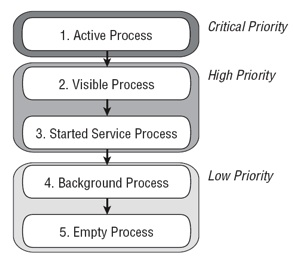 1. Active Process
Critical Priority
2. Visible Process
High Priority
3. Started Service Process
4. Background Process
Low Priority
5. Empty Process